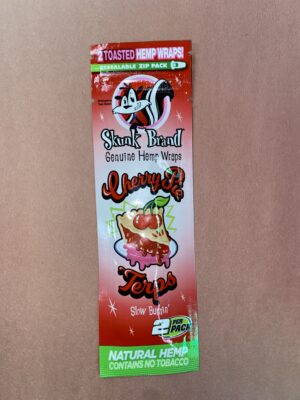 2 TOASTED HEMP WRAPS!
RESEALABLE ZIP PACK
Skunk Brand
Genuine Hemp Wraps
Cherry Pie
Terps
Slow Burnin'
2 PER
PACK
NATURAL HEMP
CONTAINS NO TOBACCO